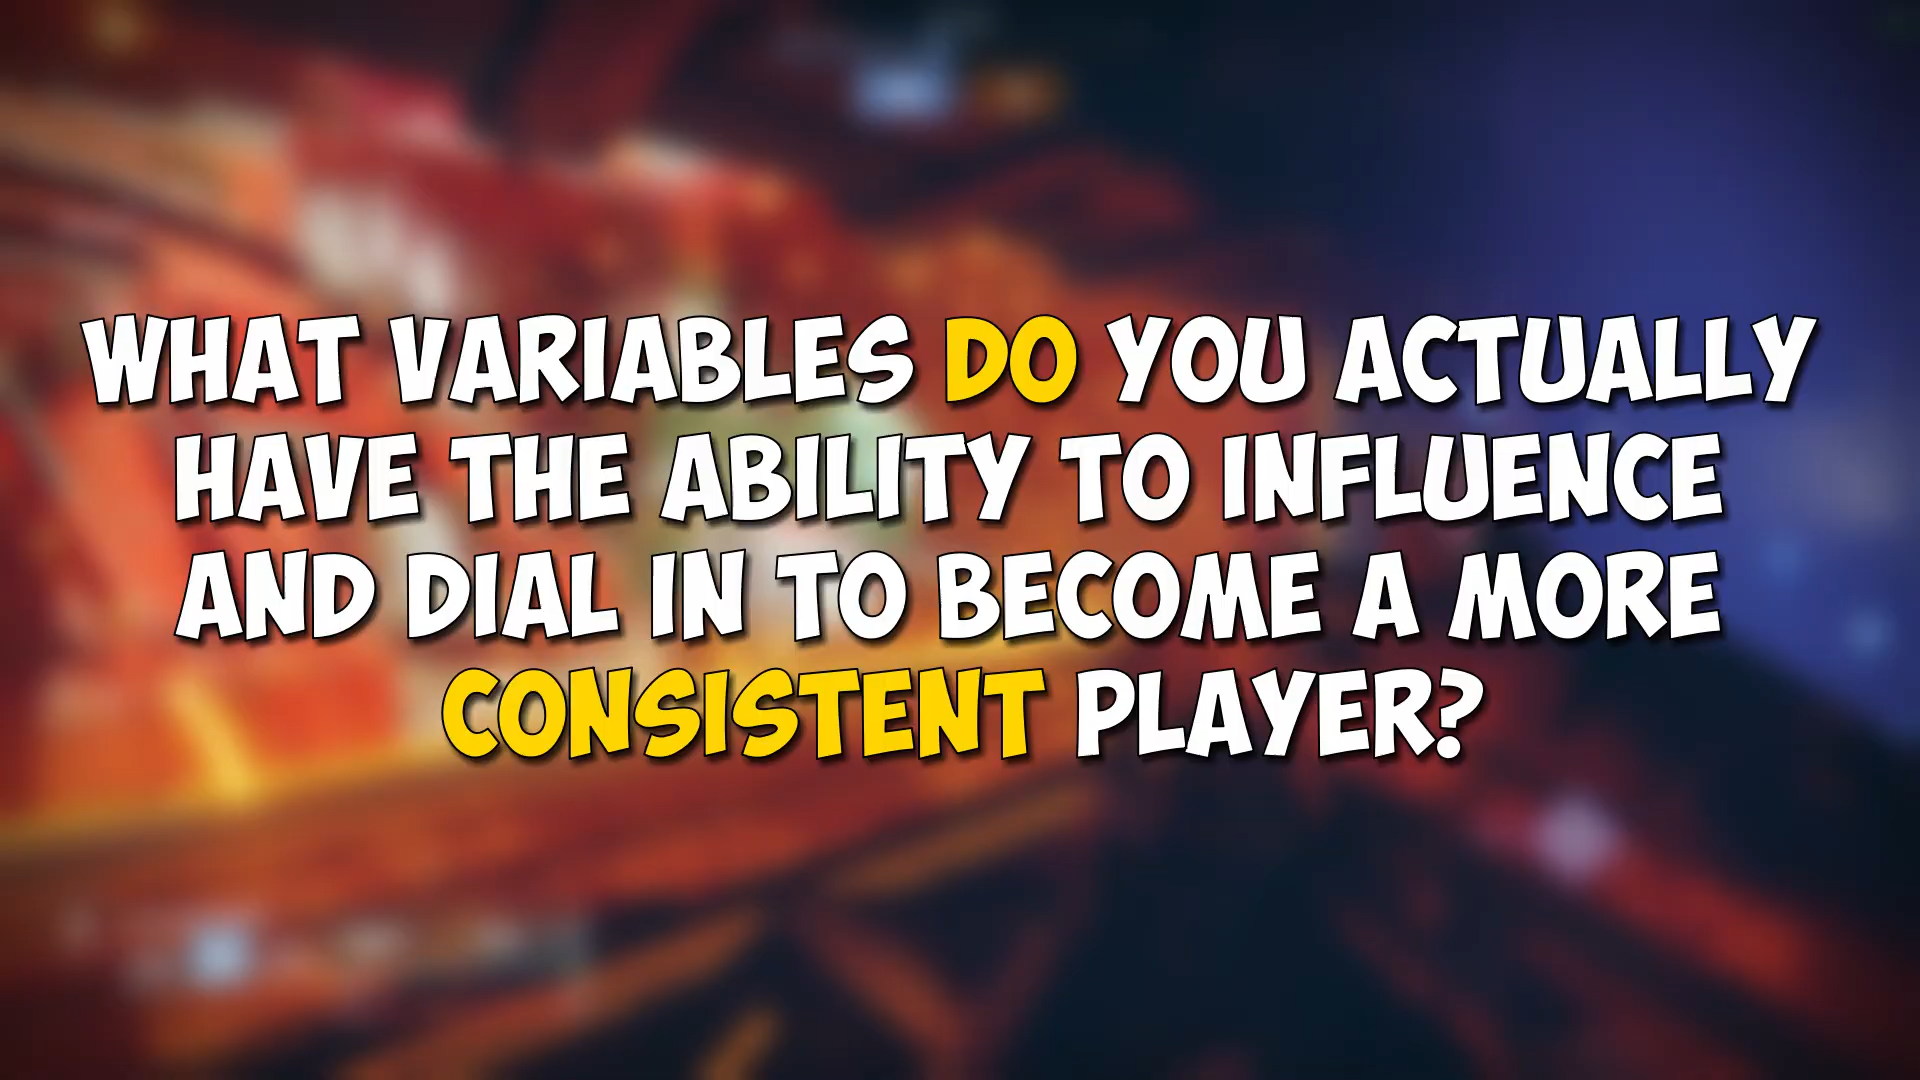 WHAT VARIABLES DO YOU ACTUALLY
HAVE THE ABILITY TO INFLUENCE
AND DIAL IN TO BECOME A MORE
CONSISTENT PLAYER?